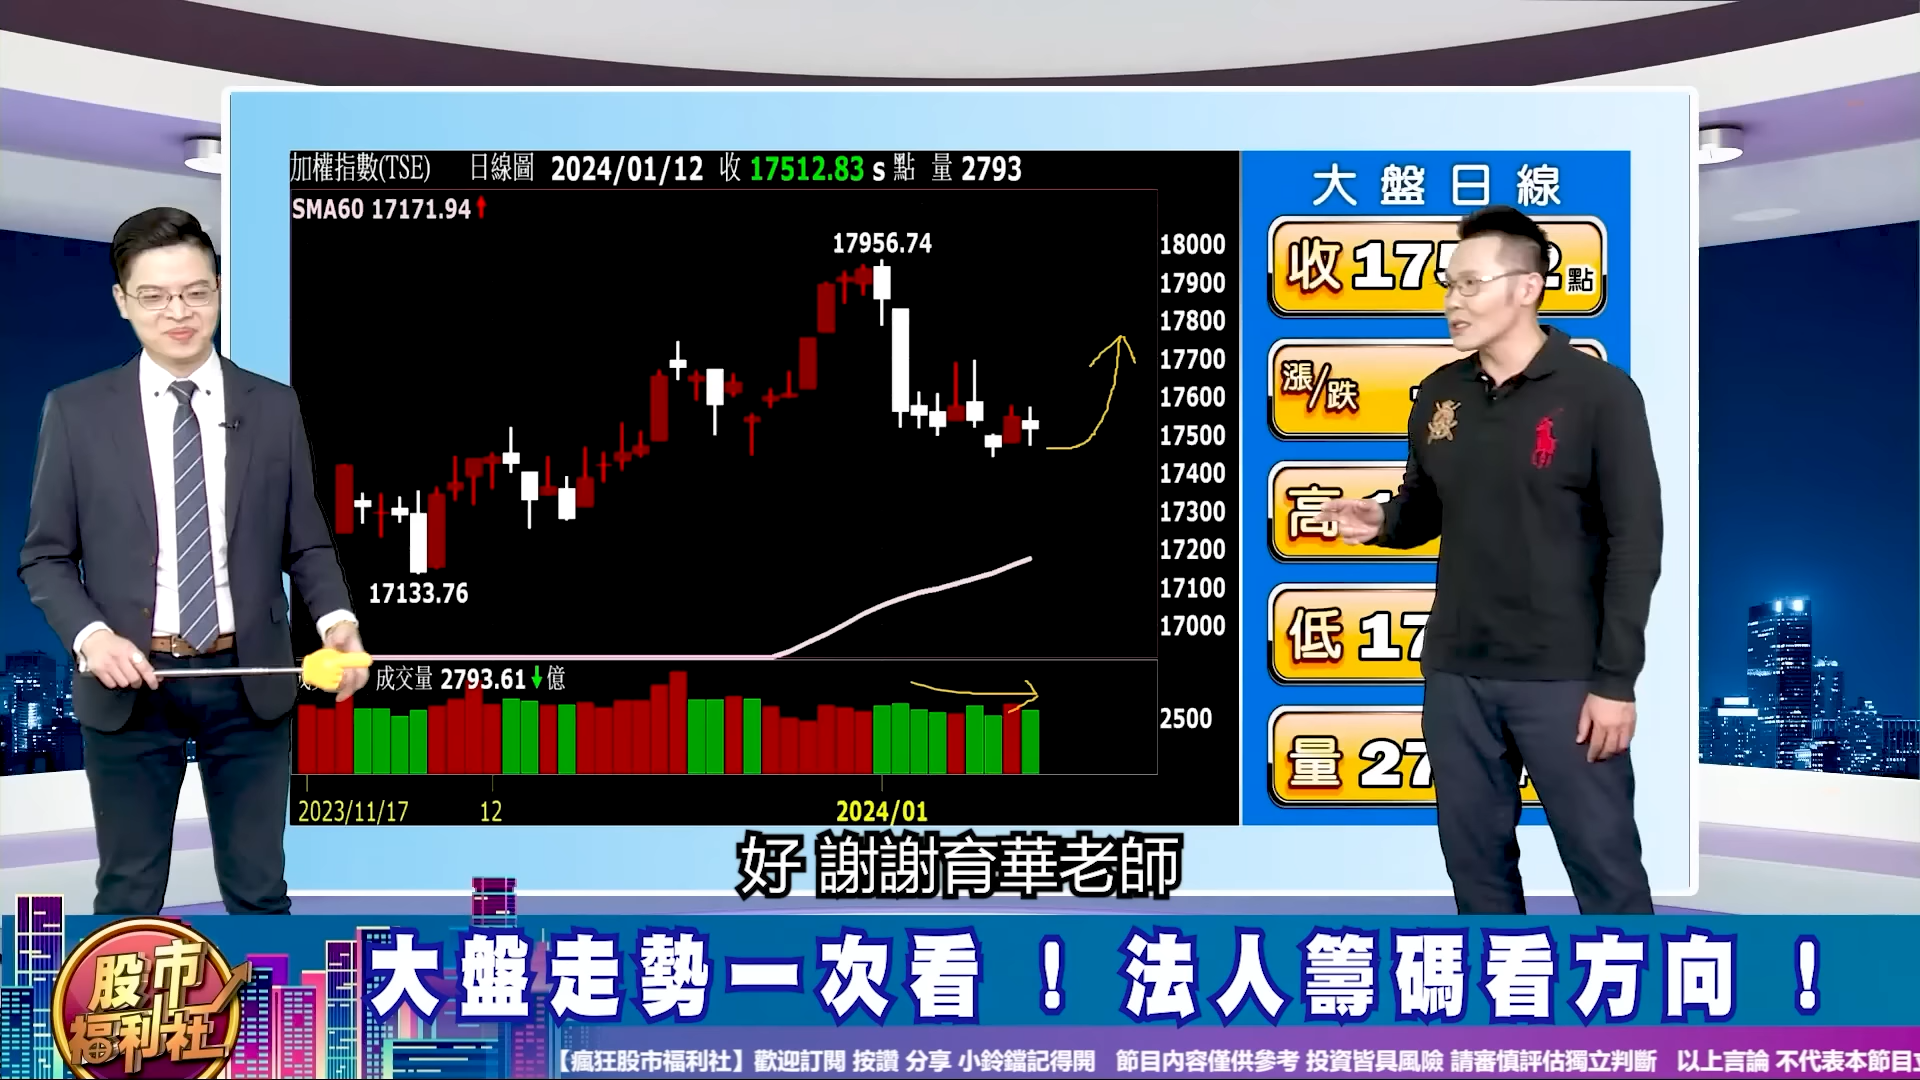 加權指數(TSE) 日線圖 2024/01/12 收 17512.83 s 點 量 2793
SMA60 17171.94
17956.74
17133.76
18000
17900
17800
17700
17600
17500
17400
17300
17200
17100
17000
成交量 2793.61 億
2500
2023/11/17 12 2024/01
大盤日線
收 175 2 點
漲/跌
高
低 17
量 27
好 謝謝育華老師
股市福利社
大盤走勢一次看！ 法人籌碼看方向！
【瘋狂股市福利社】歡迎訂閱 按讚 分享 小鈴鐺記得開 節目內容僅供參考 投資皆具風險 請審慎評估獨立判斷 以上言論 不代表本節目立